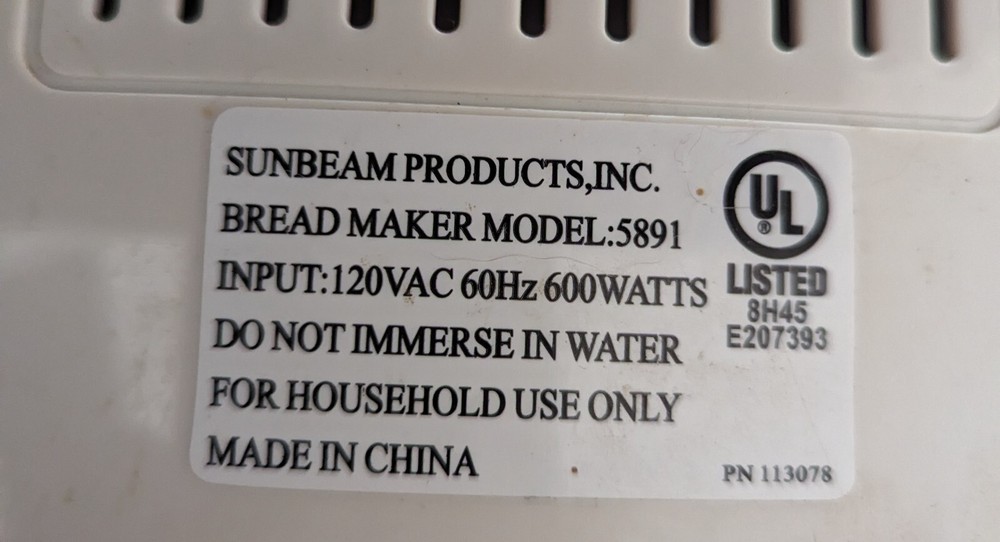 SUNBEAM PRODUCTS,INC.
BREAD MAKER MODEL:5891
INPUT:120VAC 60Hz 600WATTS
DO NOT IMMERSE IN WATER
FOR HOUSEHOLD USE ONLY
MADE IN CHINA
UL
®
LISTED
8H45
E207393
PN 113078